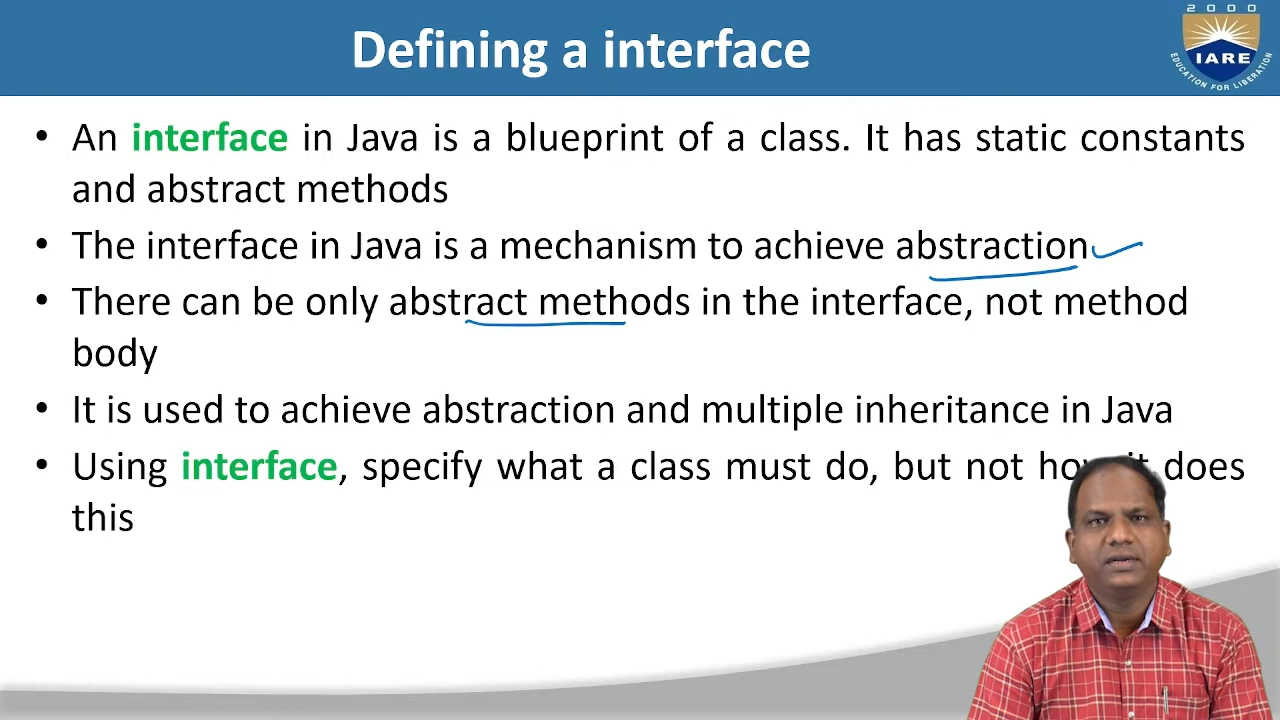 Defining a interface
2000
IARE
EDUCATION FOR LIBERATION
• An interface in Java is a blueprint of a class. It has static constants
and abstract methods
• The interface in Java is a mechanism to achieve abstraction
• There can be only abstract methods in the interface, not method
body
• It is used to achieve abstraction and multiple inheritance in Java
• Using interface, specify what a class must do, but not how it does
this